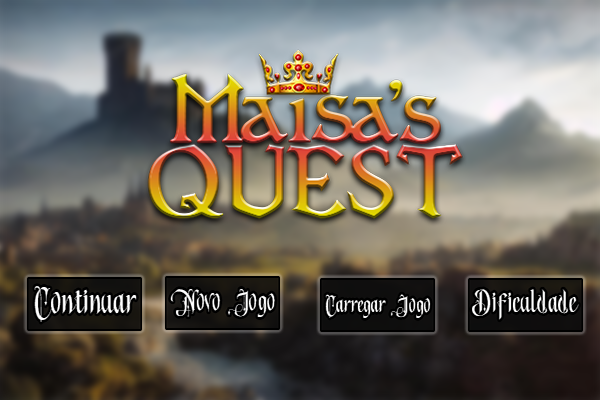 Maisa's
QUEST
Continuar
Novo Jogo
Carregar Jogo
Dificuldade